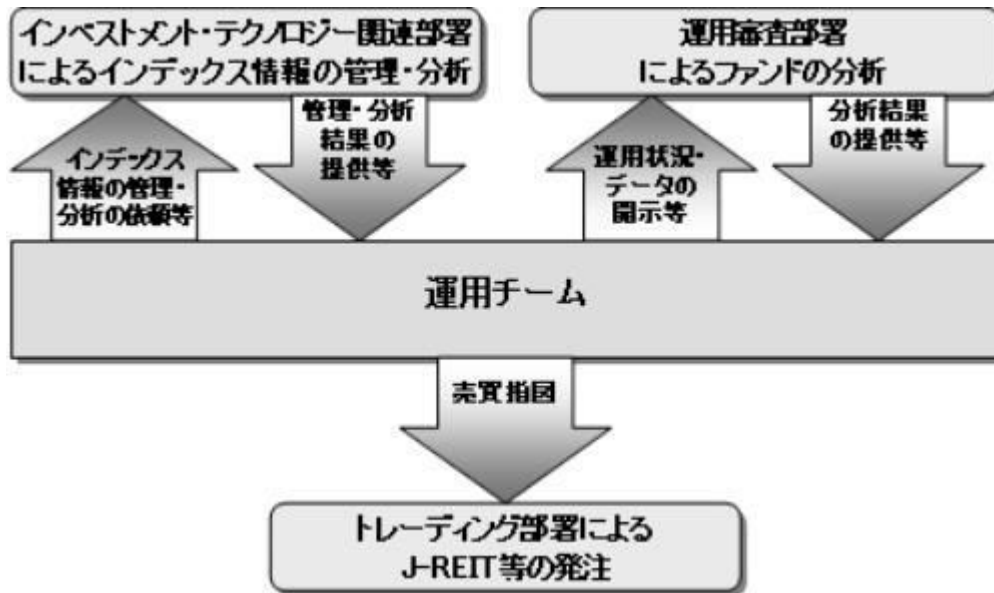 インベストメント・テクノロジー関連部署
によるインデックス情報の管理・分析
運用審査部署
によるファンドの分析
インデックス
情報の管理・
分析の依頼等
管理・分析
結果の
提供等
運用状況・
データの
開示等
分析結果
の提供等
運用チーム
売買指図
トレーディング部署による
J-REIT等の発注